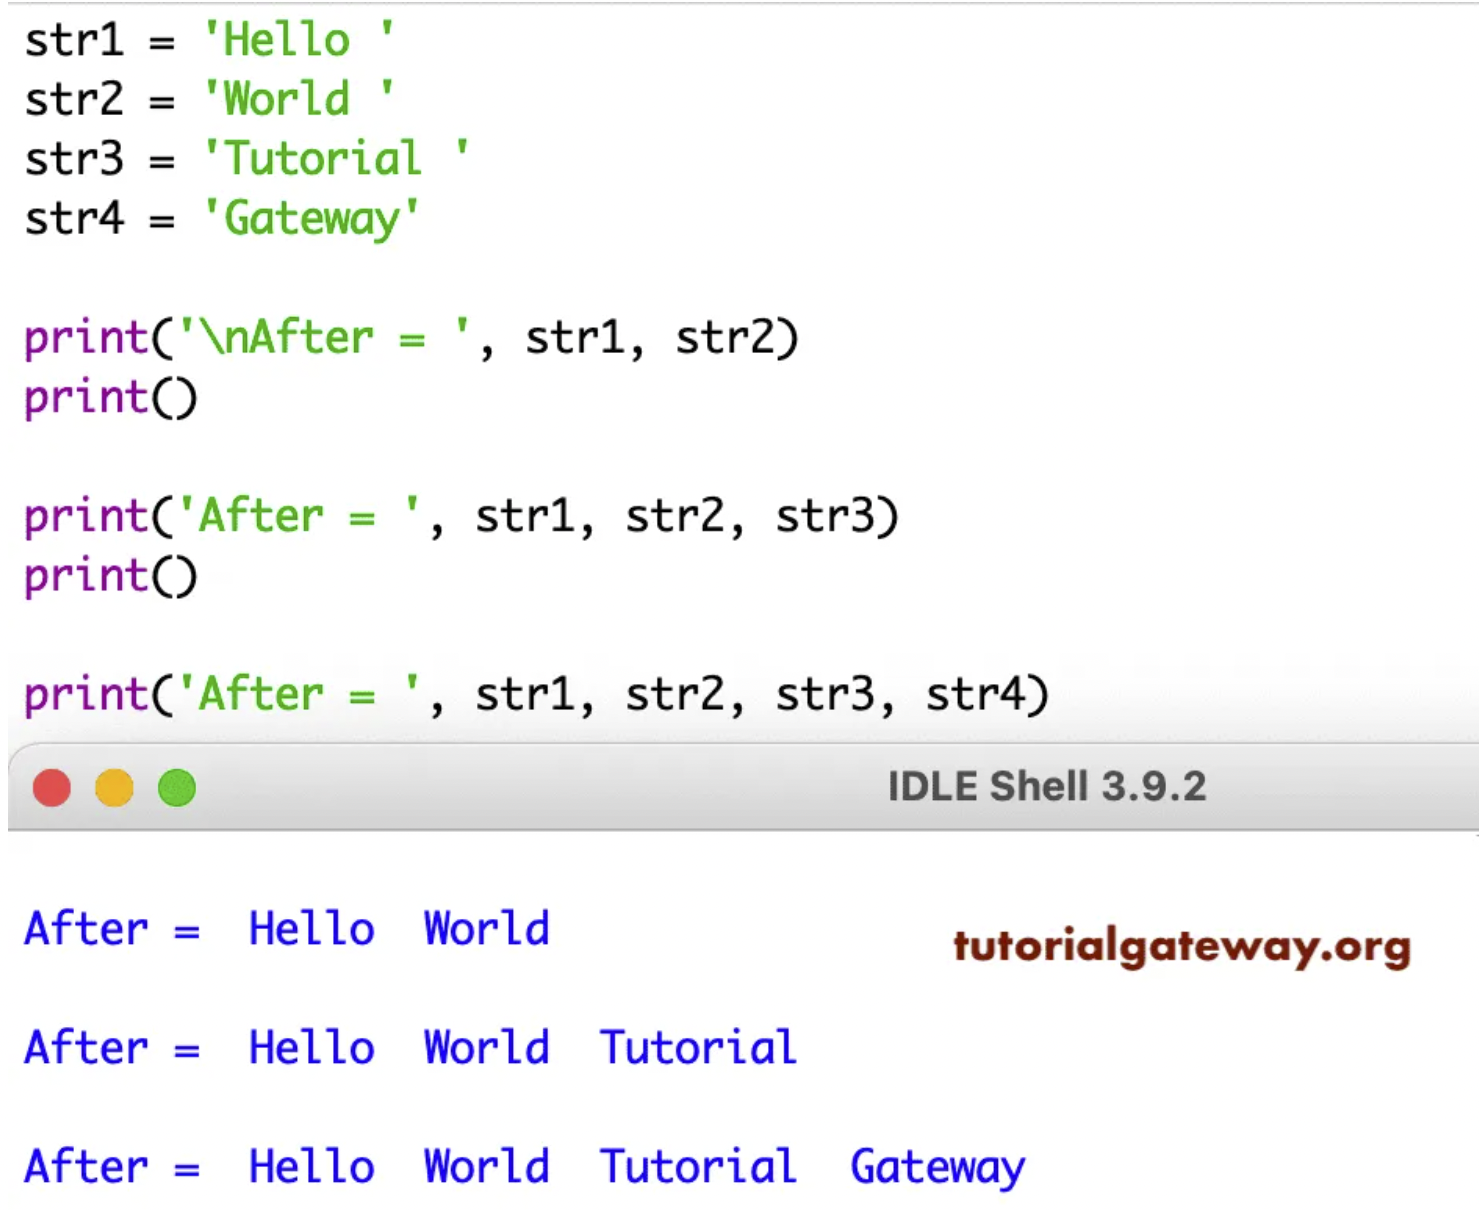 str1 = 'Hello '
str2 = 'World '
str3 = 'Tutorial '
str4 = 'Gateway'
print('\nAfter = ', str1, str2)
print()
print('After = ', str1, str2, str3)
print()
print('After = ', str1, str2, str3, str4)
IDLE Shell 3.9.2
After =  Hello  World
tutorialgateway.org
After =  Hello  World  Tutorial
After =  Hello  World  Tutorial  Gateway